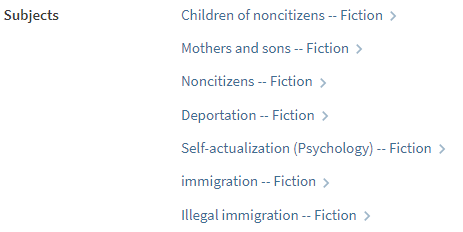 Subjects Children of noncitizens -- Fiction
Mothers and sons -- Fiction
Noncitizens -- Fiction
Deportation -- Fiction
Self-actualization (Psychology) -- Fiction
immigration -- Fiction
Illegal immigration -- Fiction